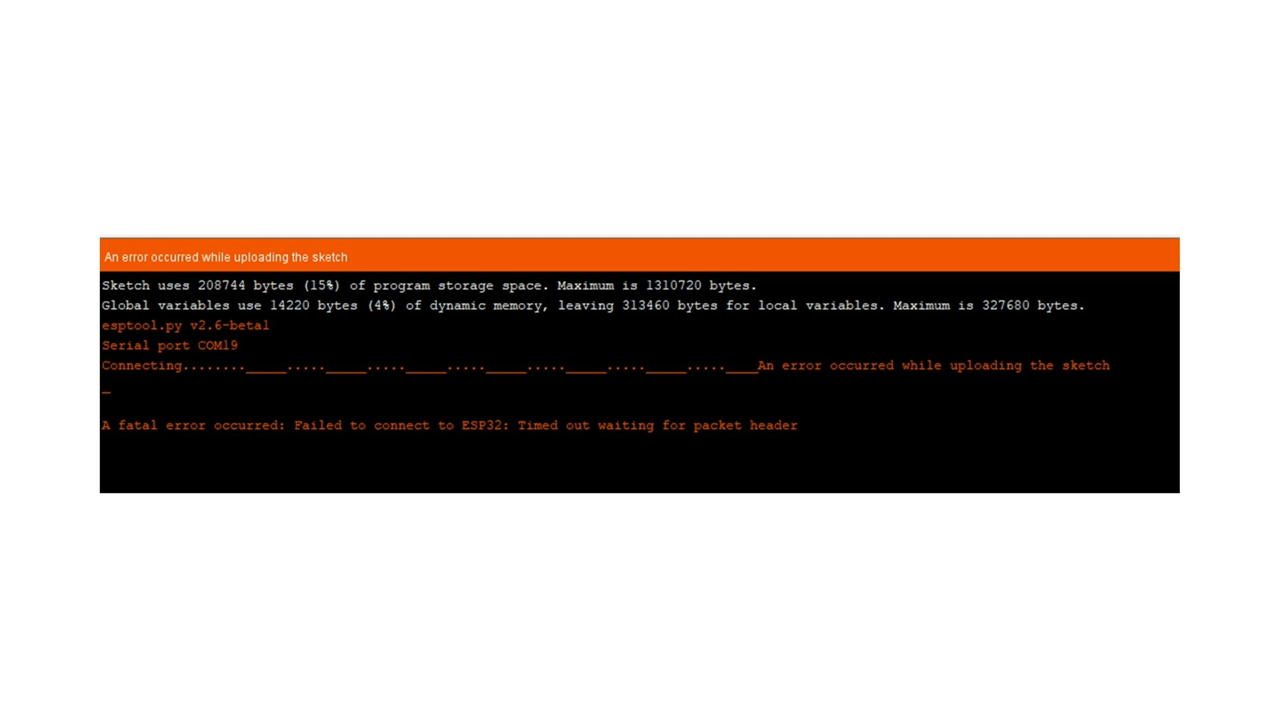 An error occurred while uploading the sketch
Sketch uses 208744 bytes (15%) of program storage space. Maximum is 1310720 bytes.
Global variables use 14220 bytes (4%) of dynamic memory, leaving 313460 bytes for local variables. Maximum is 327680 bytes.
esptool.py v2.6-beta1
Serial port COM19
Connecting........_____....._____....._____....._____....._____....._____.....____An error occurred while uploading the sketch
_
A fatal error occurred: Failed to connect to ESP32: Timed out waiting for packet header